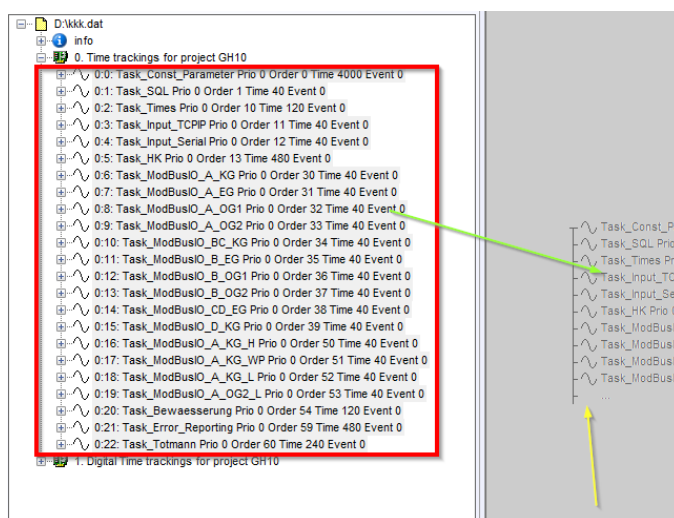 D:\kkk.dat
info
0. Time trackings for project GH10
0:0: Task_Const_Parameter Prio 0 Order 0 Time 4000 Event 0
0:1: Task_SQL Prio 0 Order 1 Time 40 Event 0
0:2: Task_Times Prio 0 Order 10 Time 120 Event 0
0:3: Task_Input_TCPIP Prio 0 Order 11 Time 40 Event 0
0:4: Task_Input_Serial Prio 0 Order 12 Time 40 Event 0
0:5: Task_HK Prio 0 Order 13 Time 480 Event 0
0:6: Task_ModBusIO_A_KG Prio 0 Order 30 Time 40 Event 0
0:7: Task_ModBusIO_A_EG Prio 0 Order 31 Time 40 Event 0
0:8: Task_ModBusIO_A_OG1 Prio 0 Order 32 Time 40 Event 0
0:9: Task_ModBusIO_A_OG2 Prio 0 Order 33 Time 40 Event 0
0:10: Task_ModBusIO_BC_KG Prio 0 Order 34 Time 40 Event 0
0:11: Task_ModBusIO_B_EG Prio 0 Order 35 Time 40 Event 0
0:12: Task_ModBusIO_B_OG1 Prio 0 Order 36 Time 40 Event 0
0:13: Task_ModBusIO_B_OG2 Prio 0 Order 37 Time 40 Event 0
0:14: Task_ModBusIO_CD_EG Prio 0 Order 38 Time 40 Event 0
0:15: Task_ModBusIO_D_KG Prio 0 Order 39 Time 40 Event 0
0:16: Task_ModBusIO_A_KG_H Prio 0 Order 50 Time 40 Event 0
0:17: Task_ModBusIO_A_KG_WP Prio 0 Order 51 Time 40 Event 0
0:18: Task_ModBusIO_A_KG_L Prio 0 Order 52 Time 40 Event 0
0:19: Task_ModBusIO_A_OG2_L Prio 0 Order 53 Time 40 Event 0
0:20: Task_Bewaesserung Prio 0 Order 54 Time 120 Event 0
0:21: Task_Error_Reporting Prio 0 Order 59 Time 480 Event 0
0:22: Task_Totmann Prio 0 Order 60 Time 240 Event 0
1. Digital Time trackings for project GH10
Task_Const_P
Task_SQL Prio
Task_Times Pr
Task_Input_TC
Task_Input_Se
Task_HK Prio
Task_ModBusI
Task_ModBusI
Task_ModBusI
Task_ModBusI
...